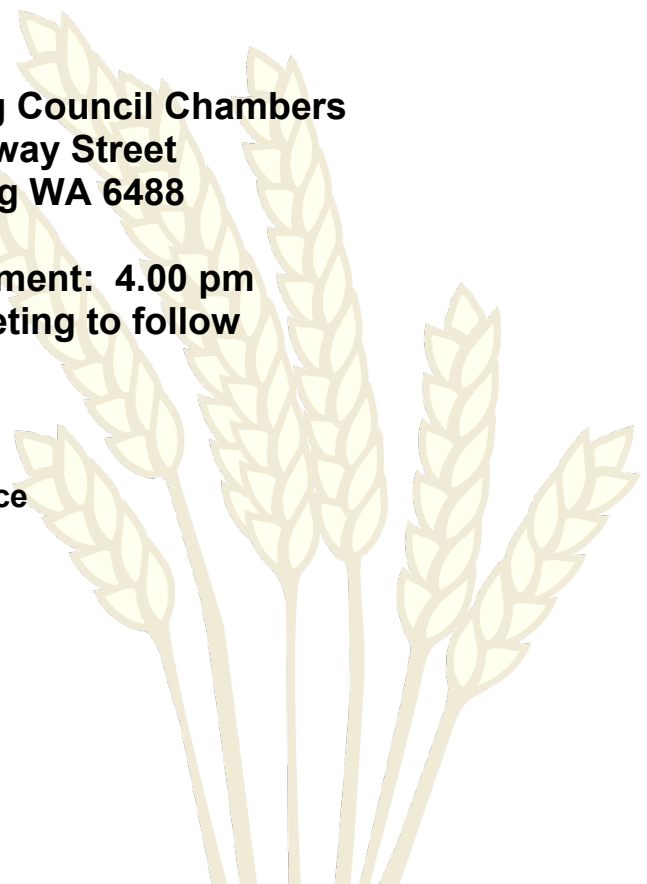 g Council Chambers
way Street
g WA 6488
ment: 4.00 pm
eting to follow
ce